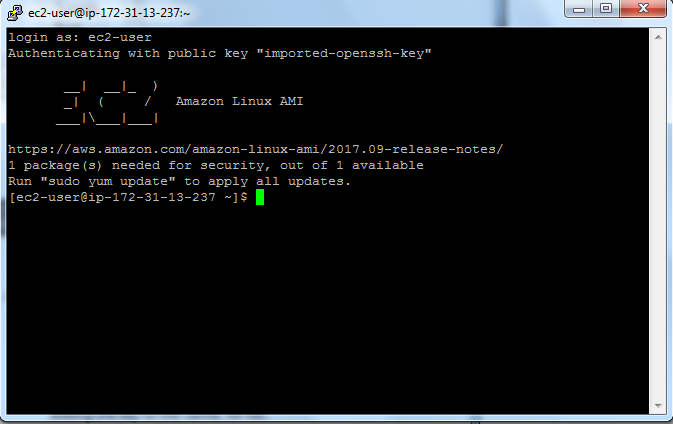 ec2-user@ip-172-31-13-237:~
login as: ec2-user
Authenticating with public key "imported-openssh-key"
       __|  __|_  )
       _|  (     /   Amazon Linux AMI
      ___|\___|___|
https://aws.amazon.com/amazon-linux-ami/2017.09-release-notes/
1 package(s) needed for security, out of 1 available
Run "sudo yum update" to apply all updates.
[ec2-user@ip-172-31-13-237 ~]$